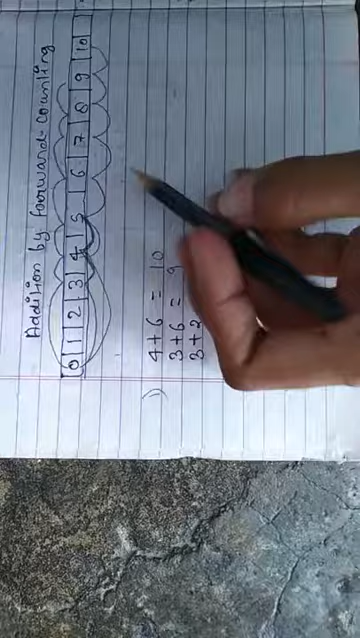 Addition by forward counting
0 1 2 3 4 5 6 7 8 9 10
)
4+6 = 10
3+6 = 9
3+2